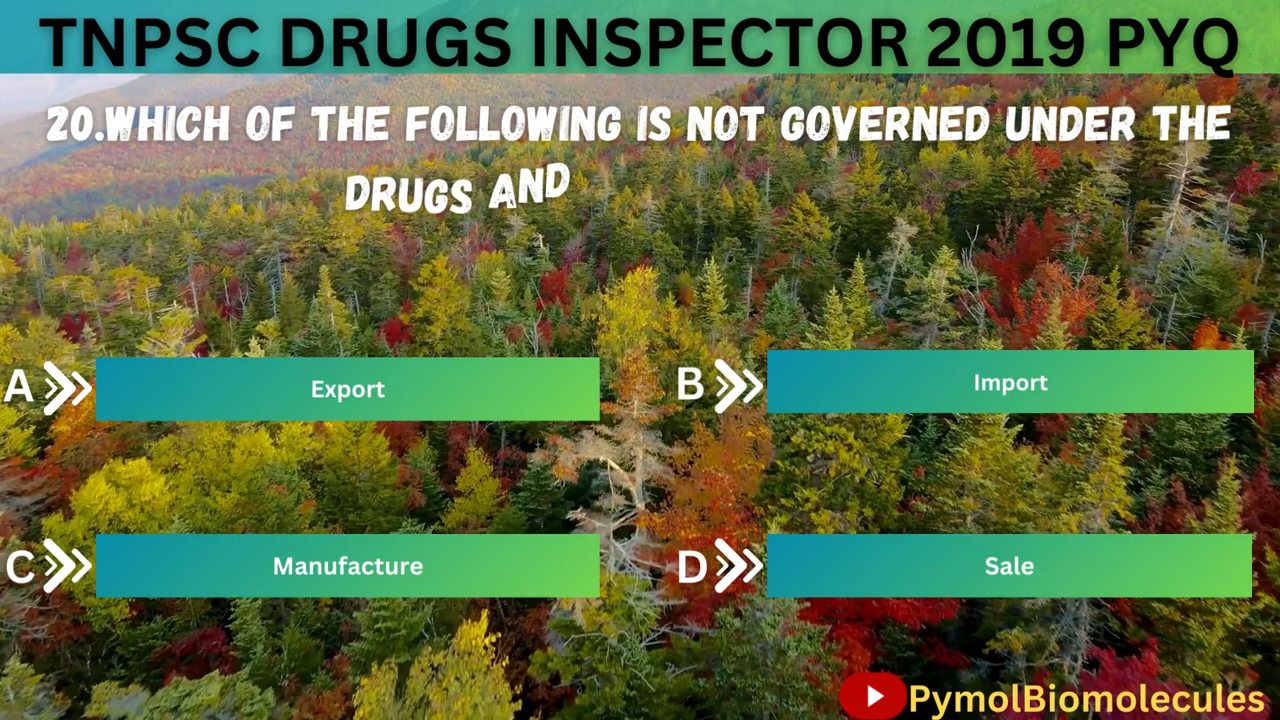 TNPSC DRUGS INSPECTOR 2019 PYQ
20.WHICH OF THE FOLLOWING IS NOT GOVERNED UNDER THE
DRUGS AND
A Export
B Import
C Manufacture
D Sale
PymolBiomolecules